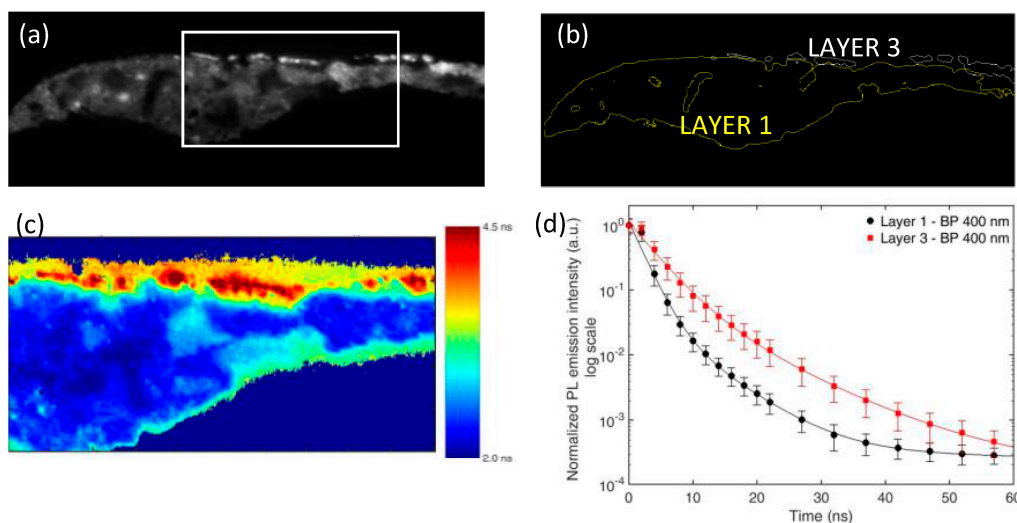 (a)
(b)
LAYER 3
LAYER 1
(c)
4.5 ns
2.0 ns
(d)
Normalized PL emission intensity (a.u.)
log scale
10^0
10^-1
10^-2
10^-3
10^-4
Layer 1 - BP 400 nm
Layer 3 - BP 400 nm
0 10 20 30 40 50 60
Time (ns)